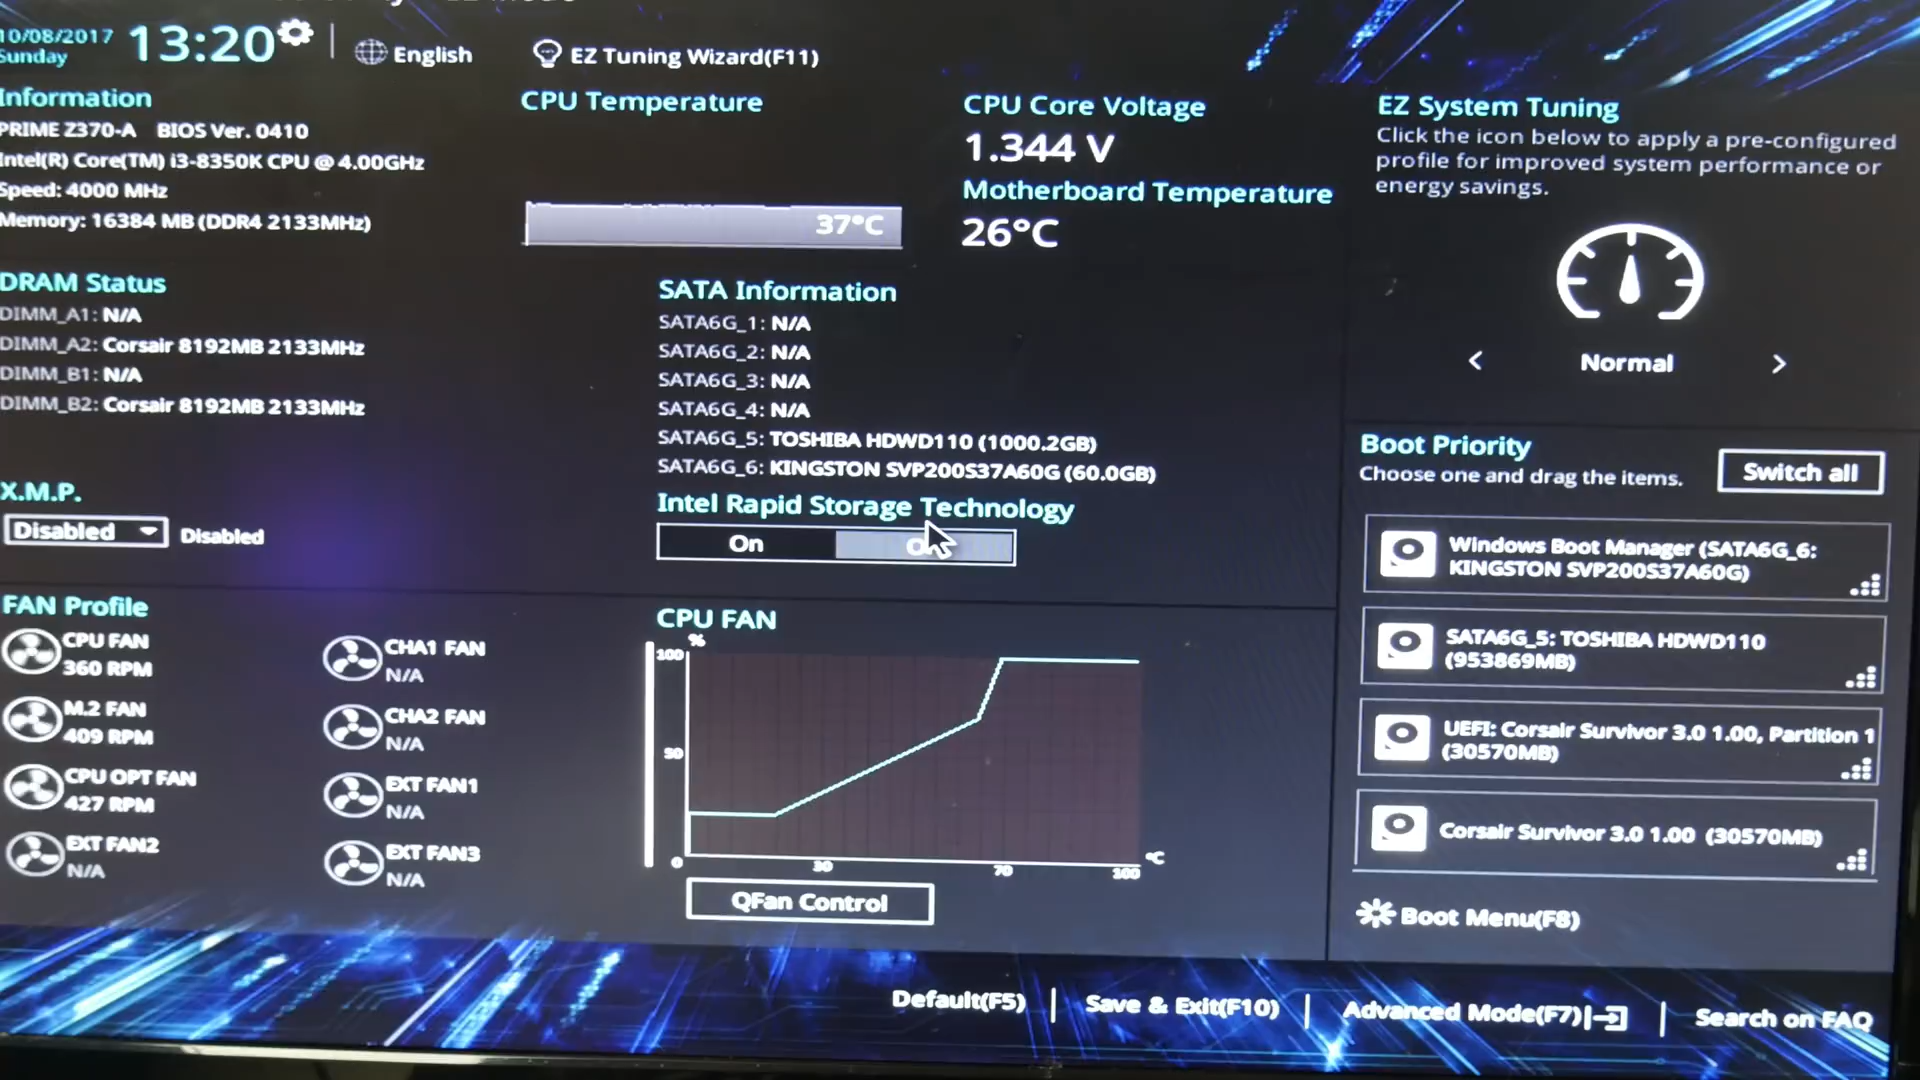 10/08/2017
Sunday
13:20
English
EZ Tuning Wizard(F11)
Information
PRIME Z370-A BIOS Ver. 0410
Intel(R) Core(TM) i3-8350K CPU @ 4.00GHz
Speed: 4000 MHz
Memory: 16384 MB (DDR4 2133MHz)
CPU Temperature
37°C
CPU Core Voltage
1.344 V
Motherboard Temperature
26°C
EZ System Tuning
Click the icon below to apply a pre-configured
profile for improved system performance or
energy savings.
Normal
DRAM Status
DIMM_A1: N/A
DIMM_A2: Corsair 8192MB 2133MHz
DIMM_B1: N/A
DIMM_B2: Corsair 8192MB 2133MHz
SATA Information
SATA6G_1: N/A
SATA6G_2: N/A
SATA6G_3: N/A
SATA6G_4: N/A
SATA6G_5: TOSHIBA HDWD110 (1000.2GB)
SATA6G_6: KINGSTON SVP200S37A60G (60.0GB)
X.M.P.
Disabled Disabled
Intel Rapid Storage Technology
On
Boot Priority
Choose one and drag the items.
Switch all
Windows Boot Manager (SATA6G_6:
KINGSTON SVP200S37A60G)
SATA6G_5: TOSHIBA HDWD110
(953869MB)
UEFI: Corsair Survivor 3.0 1.00, Partition 1
(30570MB)
Corsair Survivor 3.0 1.00 (30570MB)
Boot Menu(F8)
FAN Profile
CPU FAN
360 RPM
CHA1 FAN
N/A
M.2 FAN
409 RPM
CHA2 FAN
N/A
CPU OPT FAN
427 RPM
EXT FAN1
N/A
EXT FAN2
N/A
EXT FAN3
N/A
CPU FAN
%
100
50
0
30
70
100
°C
QFan Control
Default(F5)
Save & Exit(F10)
Advanced Mode(F7)
Search on FAQ